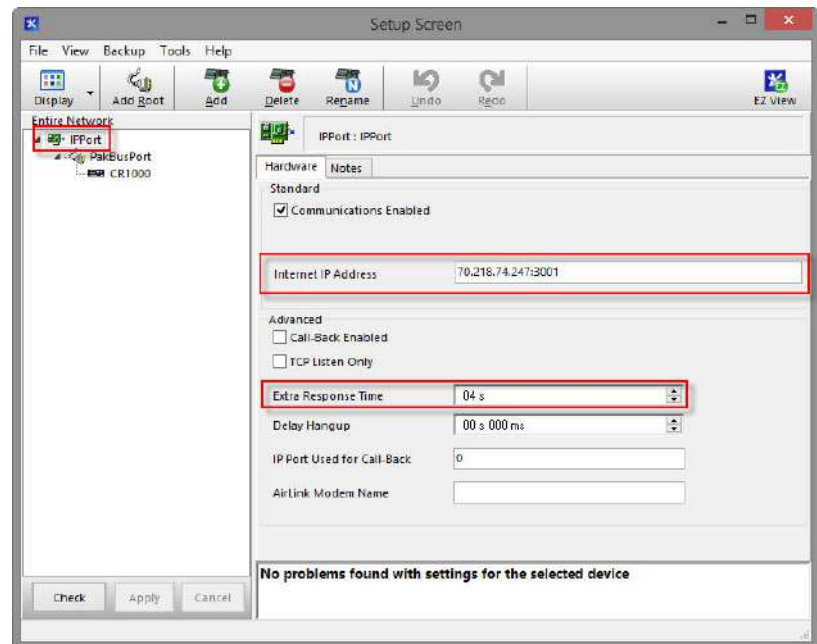 Setup Screen
File View Backup Tools Help
Display Add Root Add Delete Rename Undo Redo EZ View
Entire Network
IPPort
PakBusPort
CR1000
IPPort : IPPort
Hardware Notes
Standard
Communications Enabled
Internet IP Address 70.218.74.247:3001
Advanced
Call-Back Enabled
TCP Listen Only
Extra Response Time 04 s
Delay Hangup 00 s 000 ms
IP Port Used for Call-Back 0
AirLink Modem Name
No problems found with settings for the selected device
Check Apply Cancel